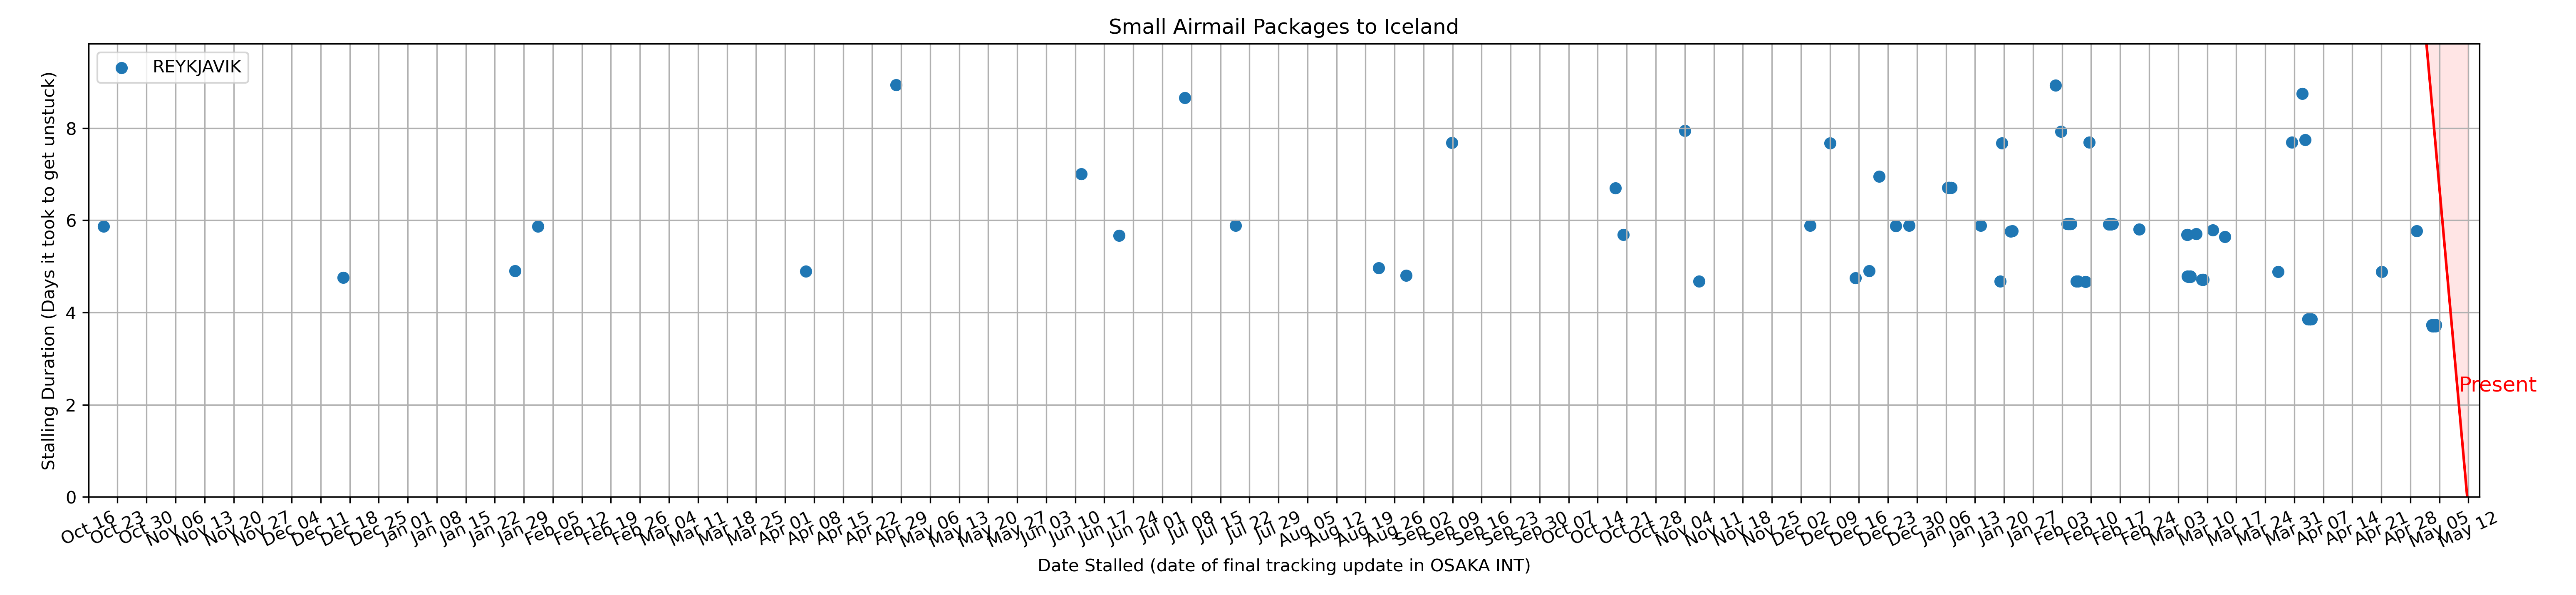 Small Airmail Packages to Iceland
REYKJAVIK
Stalling Duration (Days it took to get unstuck)
8
6
4
2
0
Present
Oct 16
Oct 23
Oct 30
Nov 06
Nov 13
Nov 20
Nov 27
Dec 04
Dec 11
Dec 18
Dec 25
Jan 01
Jan 08
Jan 15
Jan 22
Jan 29
Feb 05
Feb 12
Feb 19
Feb 26
Mar 04
Mar 11
Mar 18
Mar 25
Apr 01
Apr 08
Apr 15
Apr 22
Apr 29
May 06
May 13
May 20
May 27
Jun 03
Jun 10
Jun 17
Jun 24
Jul 01
Jul 08
Jul 15
Jul 22
Jul 29
Aug 05
Aug 12
Aug 19
Aug 26
Sep 02
Sep 09
Sep 16
Sep 23
Sep 30
Oct 07
Oct 14
Oct 21
Oct 28
Nov 04
Nov 11
Nov 18
Nov 25
Dec 02
Dec 09
Dec 16
Dec 23
Dec 30
Jan 06
Jan 13
Jan 20
Jan 27
Feb 03
Feb 10
Feb 17
Feb 24
Mar 03
Mar 10
Mar 17
Mar 24
Mar 31
Apr 07
Apr 14
Apr 21
Apr 28
May 05
May 12
Date Stalled (date of final tracking update in OSAKA INT)